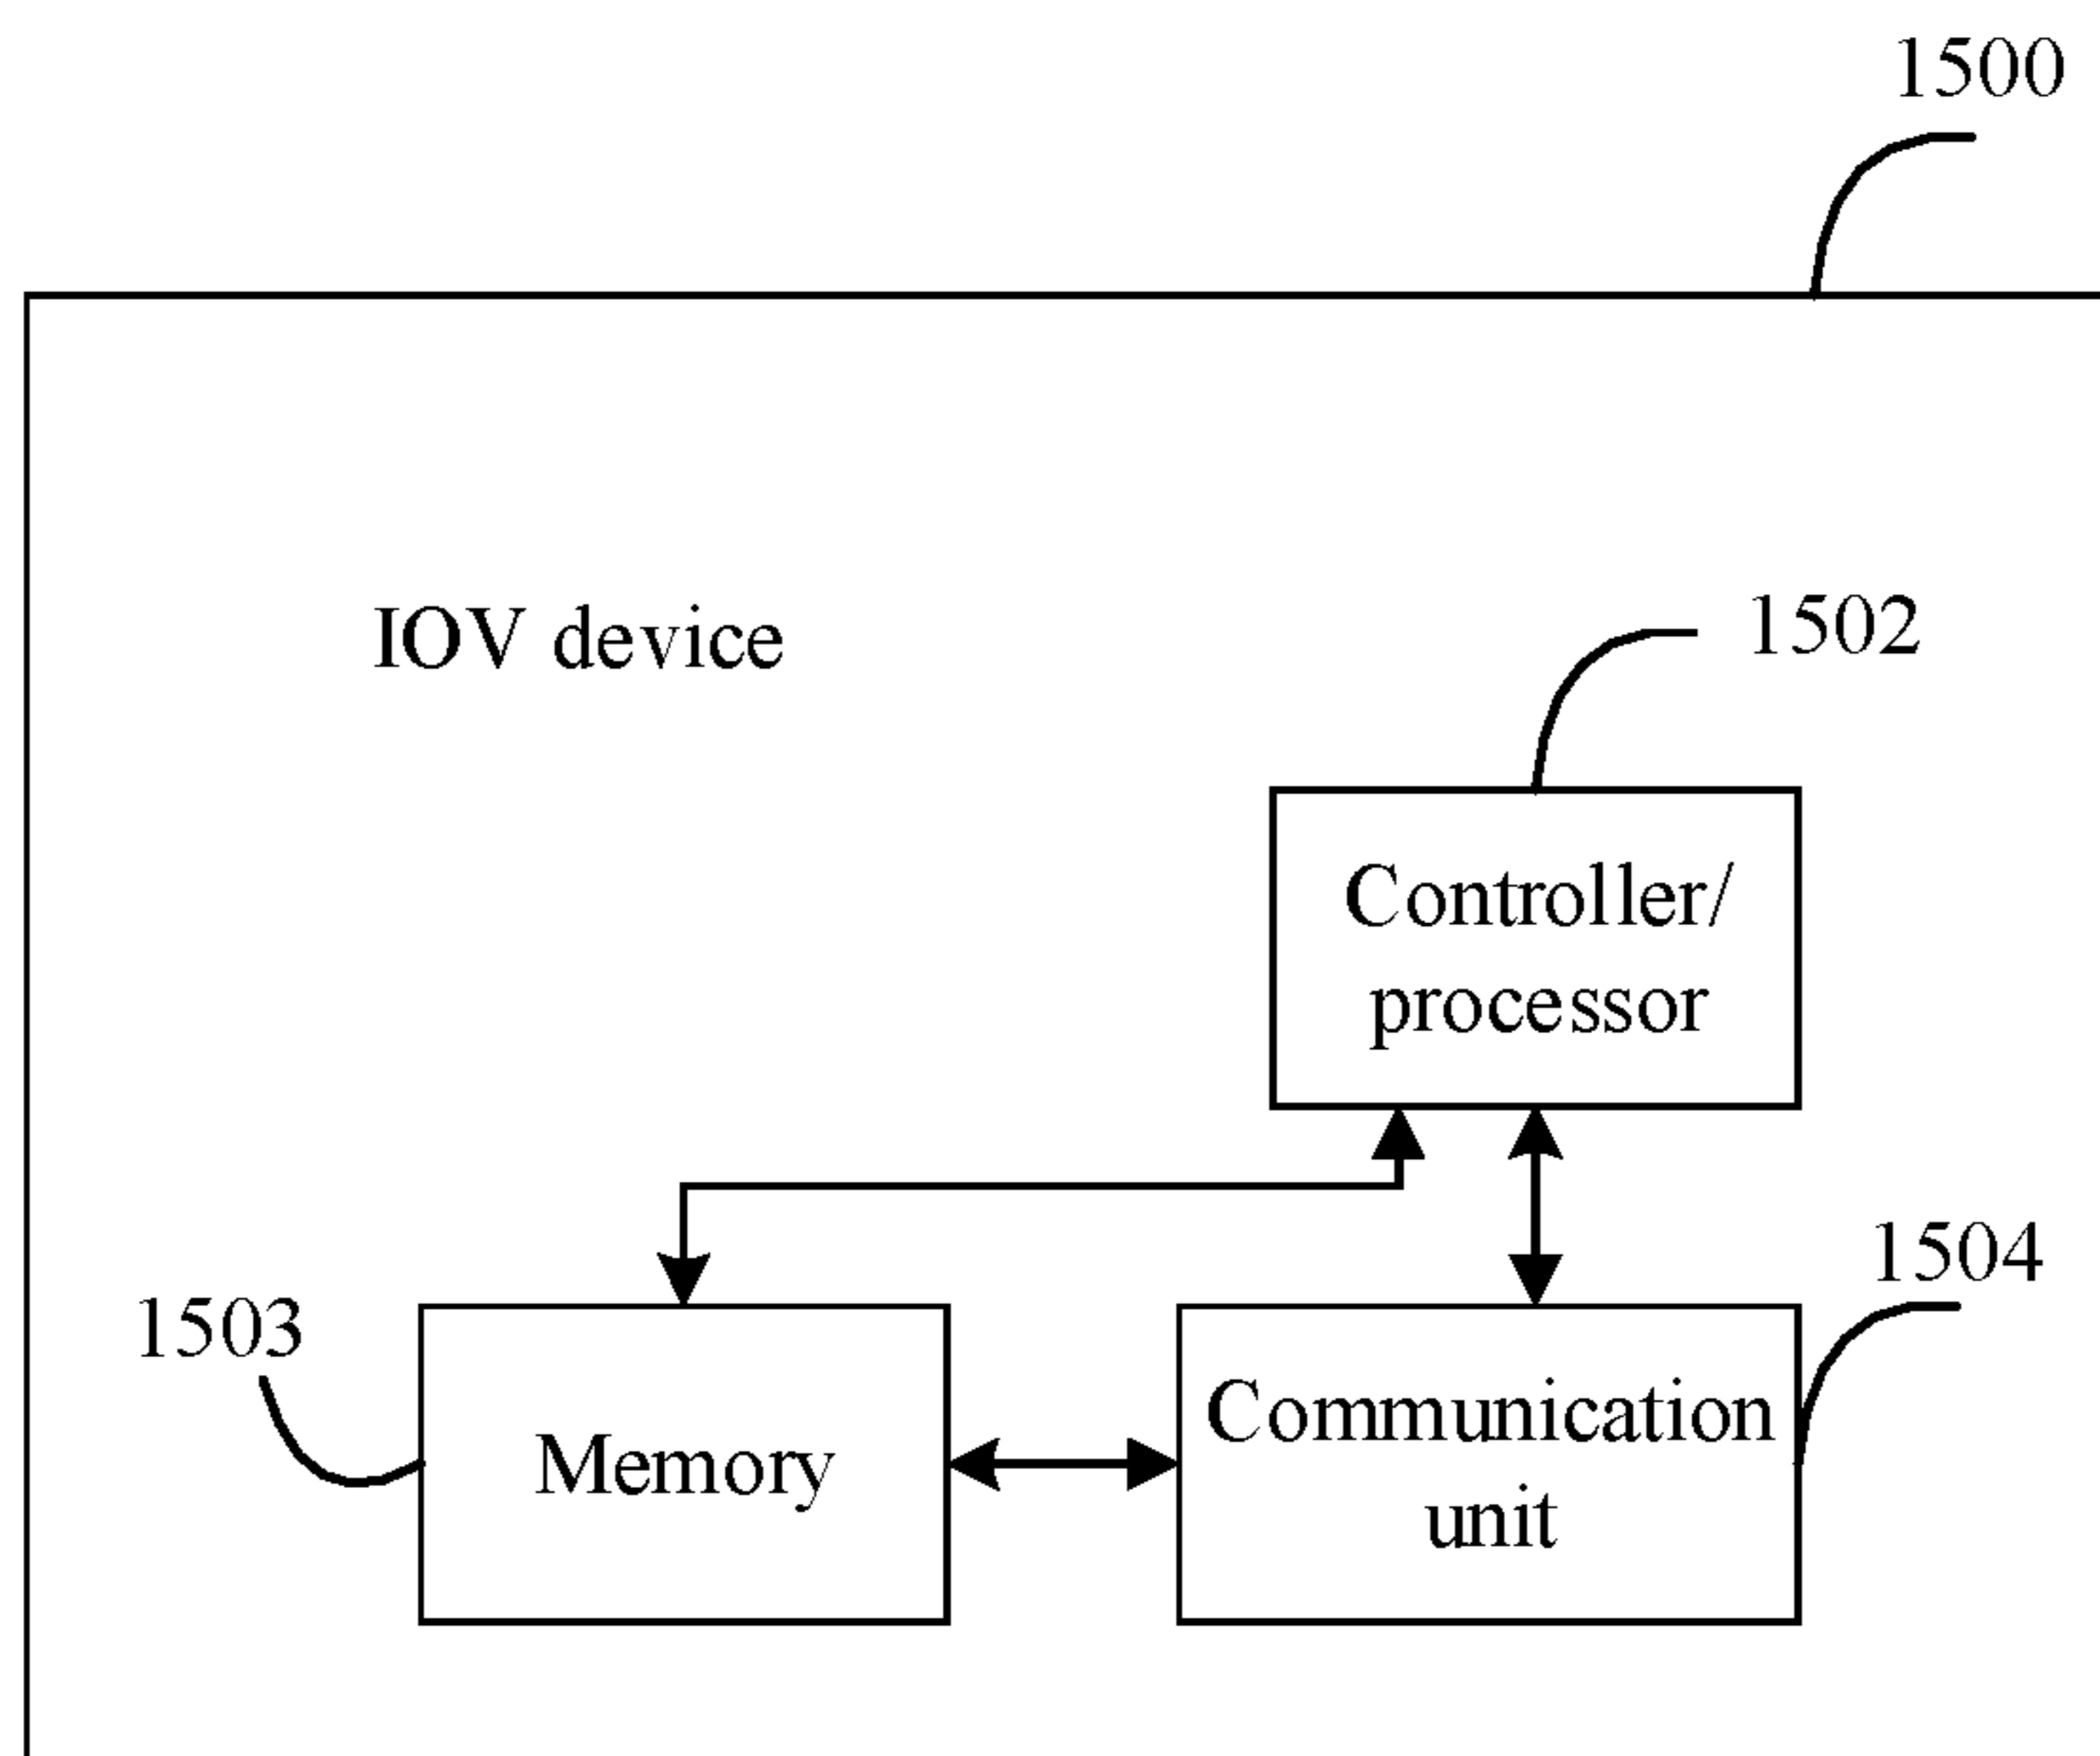 1500
IOV device
1502
Controller/
processor
1504
1503
Memory
Communication
unit